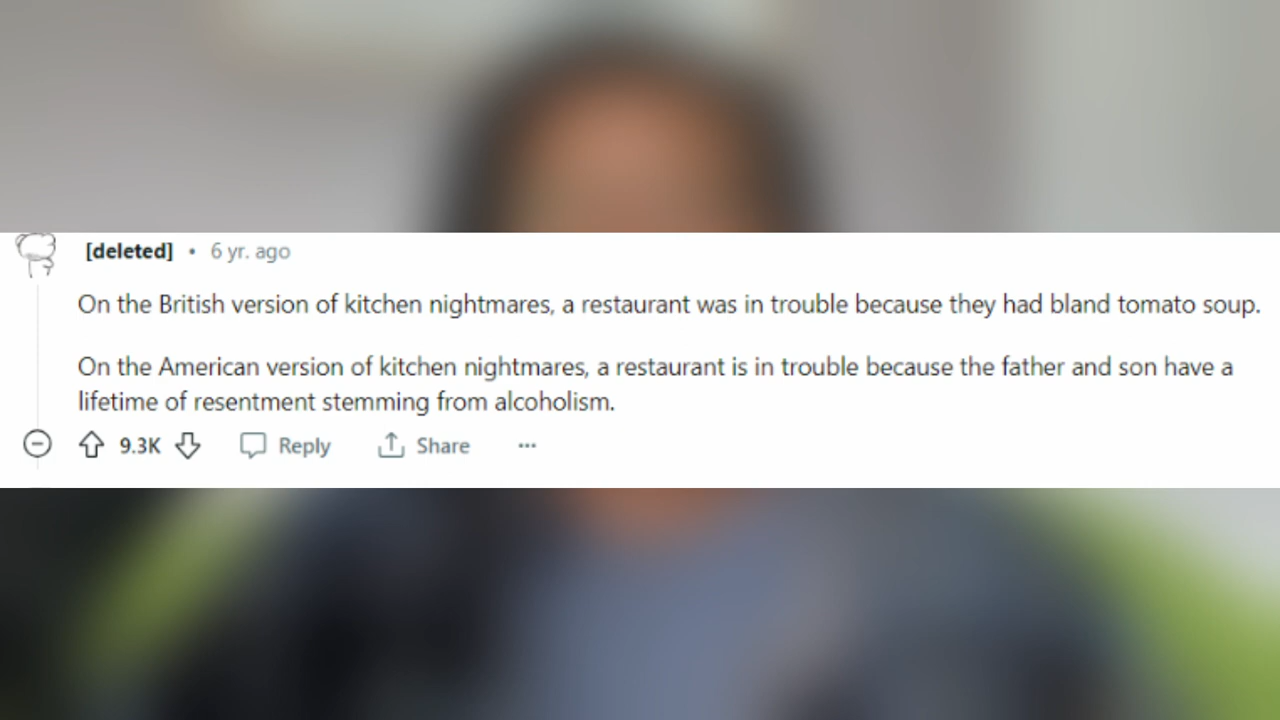 [deleted] • 6 yr. ago
On the British version of kitchen nightmares, a restaurant was in trouble because they had bland tomato soup.
On the American version of kitchen nightmares, a restaurant is in trouble because the father and son have a
lifetime of resentment stemming from alcoholism.
9.3K Reply Share ···